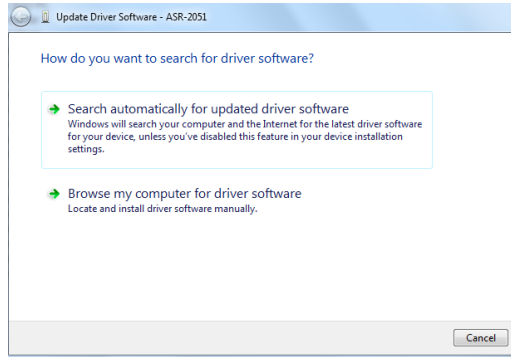 Update Driver Software - ASR-2051
How do you want to search for driver software?
Search automatically for updated driver software
Windows will search your computer and the Internet for the latest driver software
for your device, unless you've disabled this feature in your device installation
settings.
Browse my computer for driver software
Locate and install driver software manually.
Cancel